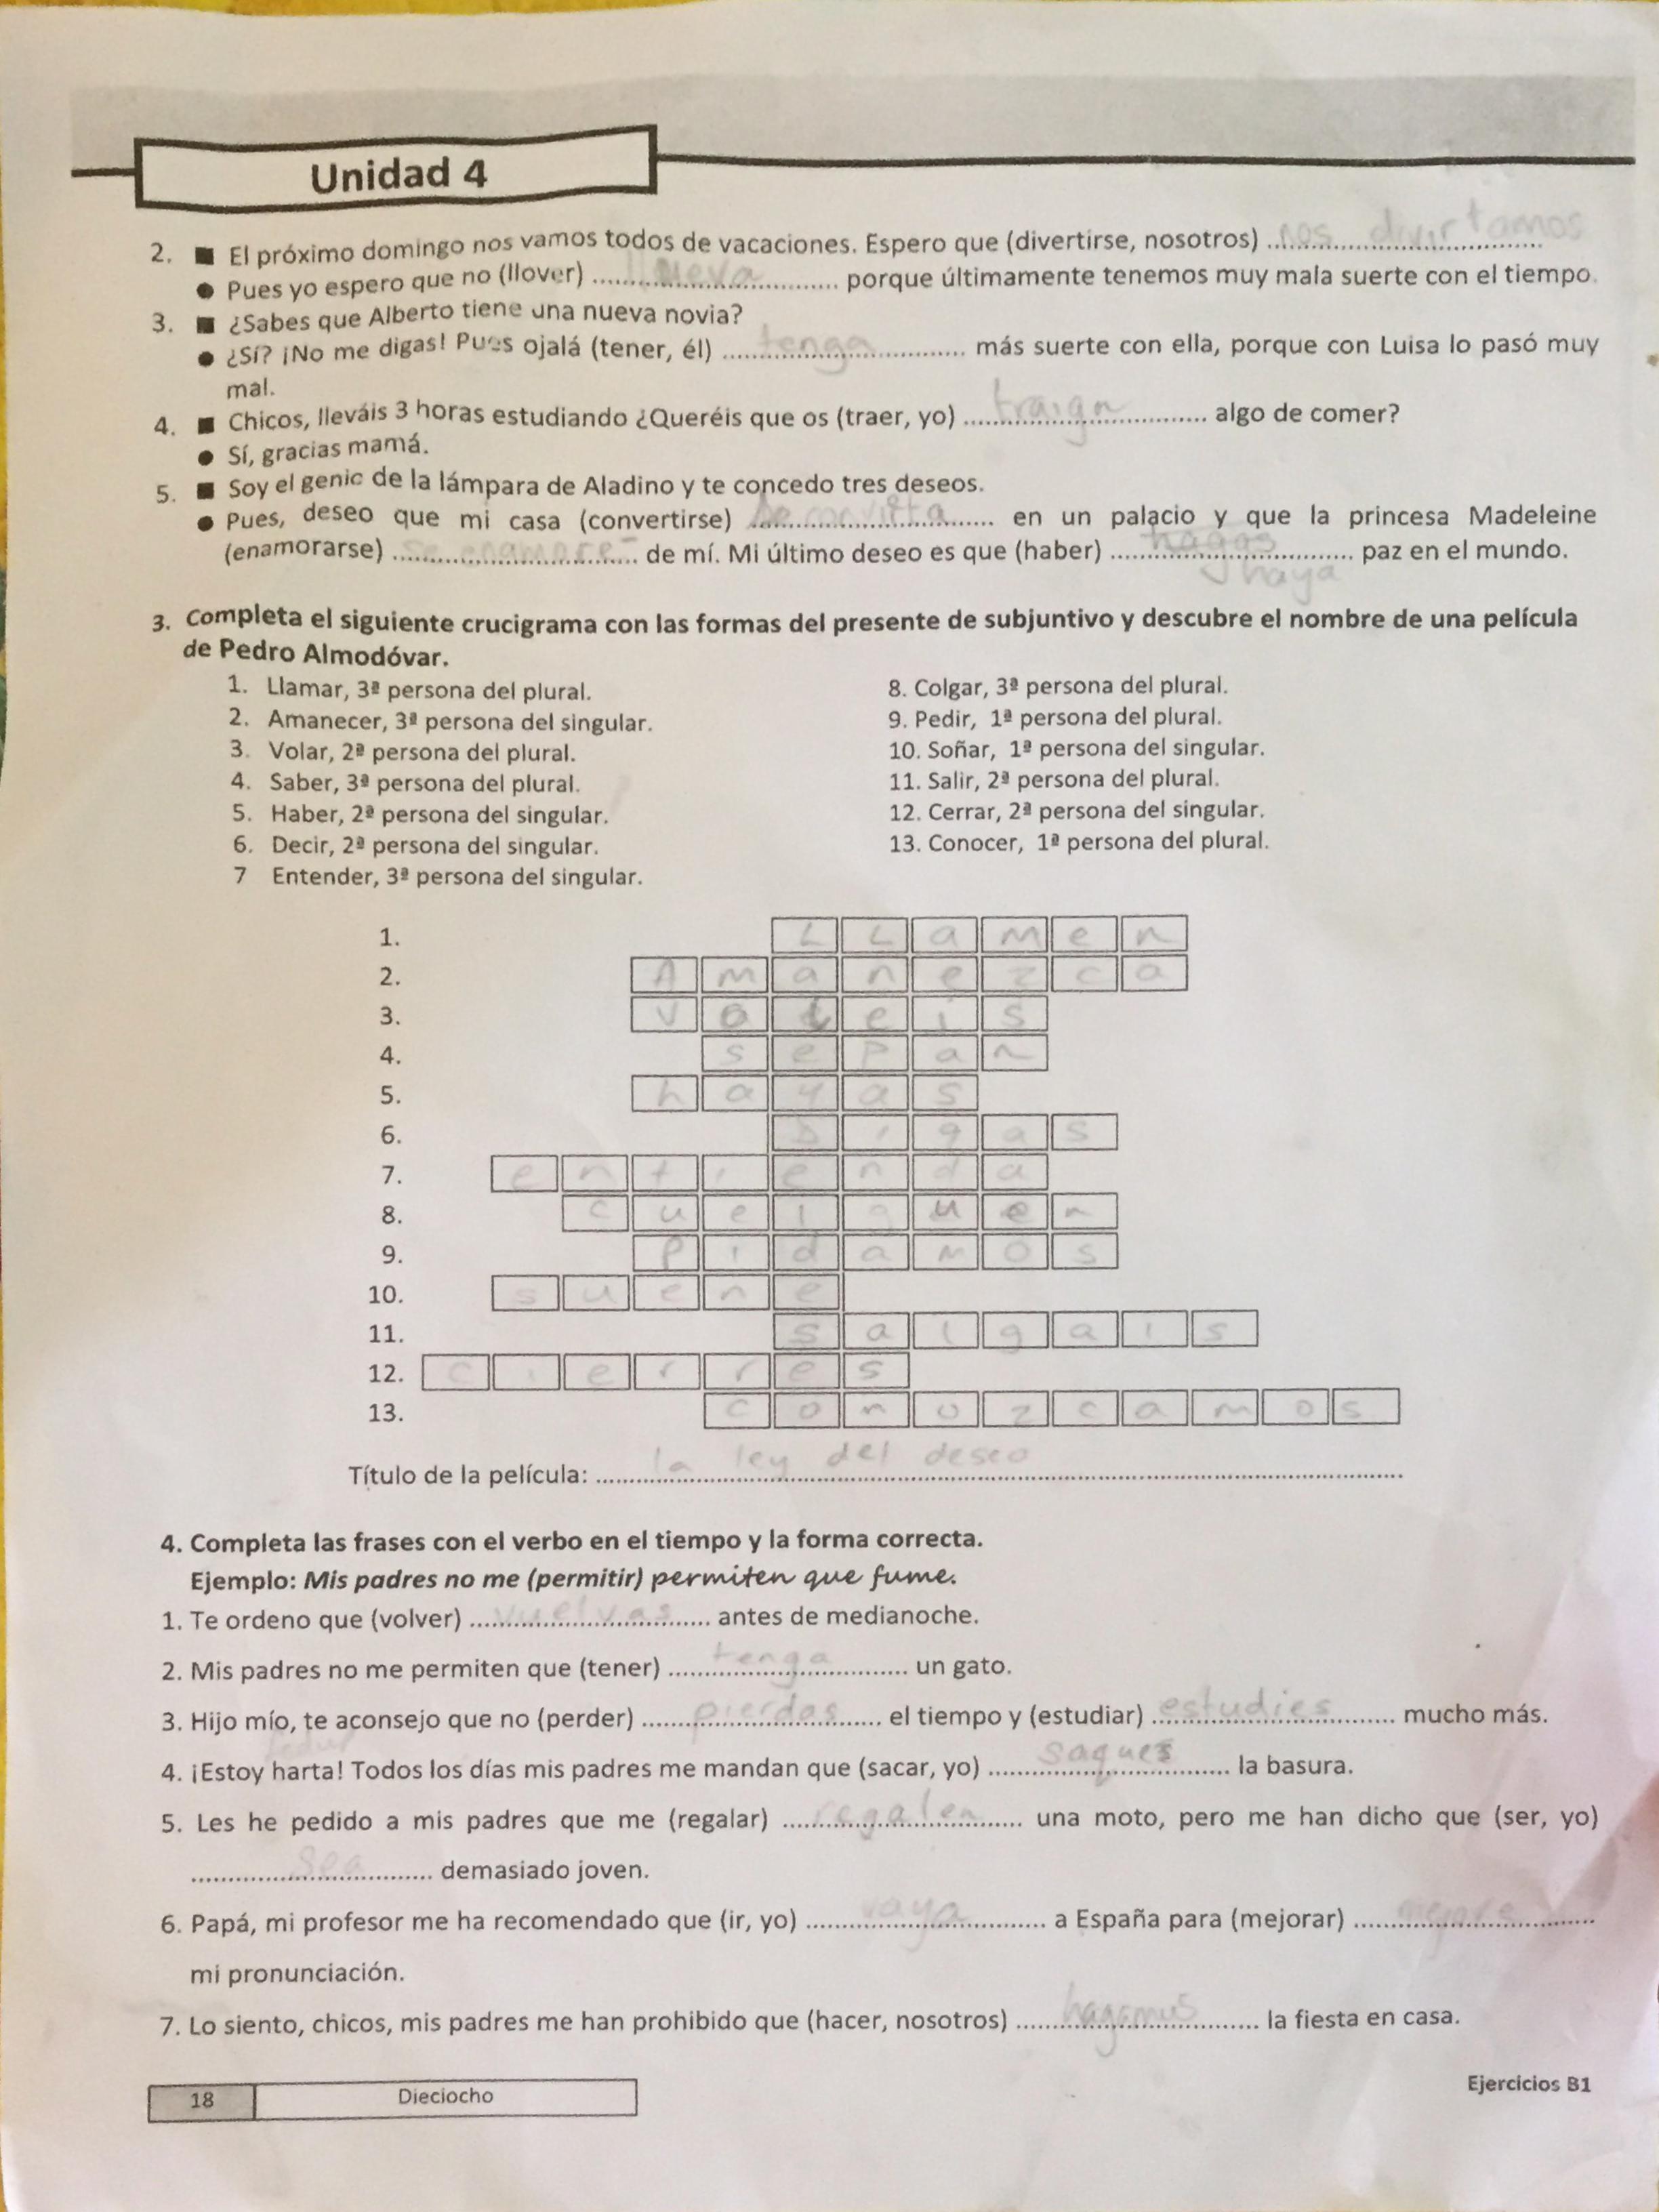 Unidad 4
2. ■ El próximo domingo nos vamos todos de vacaciones. Espero que (divertirse, nosotros) nos divirtamos
● Pues yo espero que no (llover) llueva porque últimamente tenemos muy mala suerte con el tiempo.
3. ■ ¿Sabes que Alberto tiene una nueva novia?
● ¿Sí? ¡No me digas! Pues ojalá (tener, él) tenga más suerte con ella, porque con Luisa lo pasó muy
mal.
4. ■ Chicos, lleváis 3 horas estudiando ¿Queréis que os (traer, yo) traiga algo de comer?
● Sí, gracias mamá.
5. ■ Soy el genio de la lámpara de Aladino y te concedo tres deseos.
● Pues, deseo que mi casa (convertirse) se en un palacio y que la princesa Madeleine
(enamorarse) se enamore de mí. Mi último deseo es que (haber) hagas paz en el mundo.
haya
3. Completa el siguiente crucigrama con las formas del presente de subjuntivo y descubre el nombre de una película
de Pedro Almodóvar.
1. Llamar, 3ª persona del plural. 8. Colgar, 3ª persona del plural.
2. Amanecer, 3ª persona del singular. 9. Pedir, 1ª persona del plural.
3. Volar, 2ª persona del plural. 10. Soñar, 1ª persona del singular.
4. Saber, 3ª persona del plural. 11. Salir, 2ª persona del plural.
5. Haber, 2ª persona del singular. 12. Cerrar, 2ª persona del singular.
6. Decir, 2ª persona del singular. 13. Conocer, 1ª persona del plural.
7 Entender, 3ª persona del singular.
1. LLamen
2. Amanezca
3. Voleis
4. sepan
5. hayas
6. Digas
7. entienda
8. cuelguen
9. Pidamos
10. suene
11. salgais
12. cierres
13. conozcamos
Título de la película: la ley del deseo
4. Completa las frases con el verbo en el tiempo y la forma correcta.
Ejemplo: Mis padres no me (permitir) permiten que fume.
1. Te ordeno que (volver) vuelvas antes de medianoche.
2. Mis padres no me permiten que (tener) tenga un gato.
3. Hijo mío, te aconsejo que no (perder) pierdas el tiempo y (estudiar) estudies mucho más.
fedup
4. ¡Estoy harta! Todos los días mis padres me mandan que (sacar, yo) saques la basura.
5. Les he pedido a mis padres que me (regalar) regalen una moto, pero me han dicho que (ser, yo)
sea demasiado joven.
6. Papá, mi profesor me ha recomendado que (ir, yo) vaya a España para (mejorar) mejore
mi pronunciación.
7. Lo siento, chicos, mis padres me han prohibido que (hacer, nosotros) hagamus la fiesta en casa.
18 Dieciocho Ejercicios B1